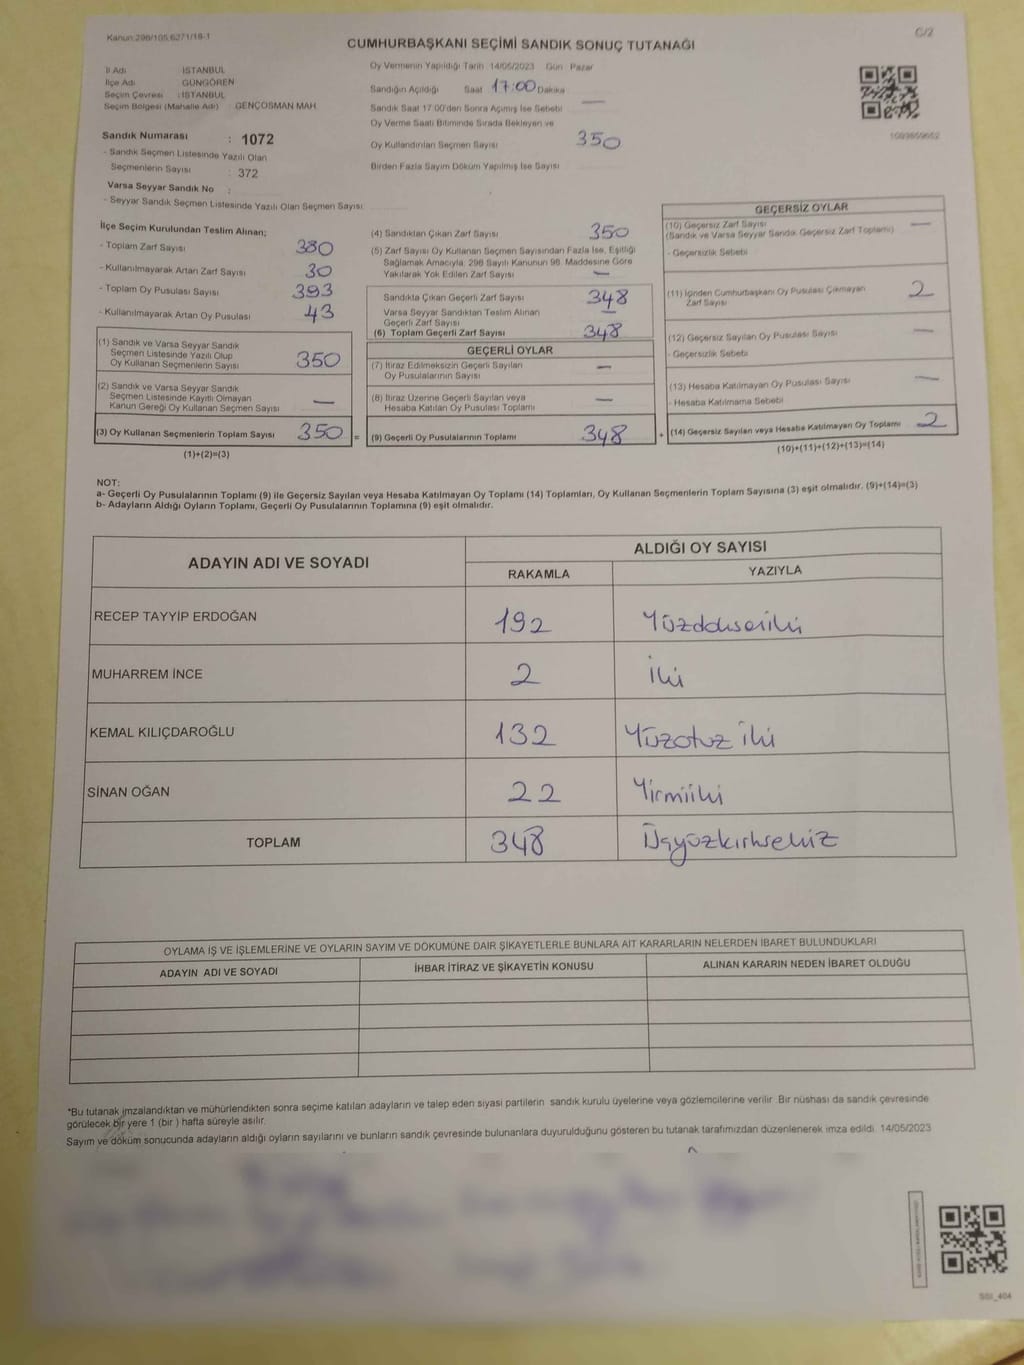 Kanun:298/105,6271/18-1
C/2
CUMHURBAŞKANI SEÇİMİ SANDIK SONUÇ TUTANAĞI
İl Adı : İSTANBUL
İlçe Adı : GÜNGÖREN
Seçim Çevresi : İSTANBUL
Seçim Bölgesi (Mahalle Adı) : GENÇOSMAN MAH.
Sandık Numarası : 1072
- Sandık Seçmen Listesinde Yazılı Olan
Seçmenlerin Sayısı : 372
Varsa Seyyar Sandık No :
- Seyyar Sandık Seçmen Listesinde Yazılı Olan Seçmen Sayısı:
Oy Vermenin Yapıldığı Tarih 14/05/2023 Gün Pazar
Sandığın Açıldığı Saat 17:00 Dakika
Sandık Saat 17:00'den Sonra Açılmış İse Sebebi —
Oy Verme Saati Bitiminde Sırada Bekleyen ve
Oy Kullandırılan Seçmen Sayısı 350
Birden Fazla Sayım Döküm Yapılmış İse Sayısı
İlçe Seçim Kurulundan Teslim Alınan;
- Toplam Zarf Sayısı 380
- Kullanılmayarak Artan Zarf Sayısı 30
- Toplam Oy Pusulası Sayısı 393
- Kullanılmayarak Artan Oy Pusulası 43
(1) Sandık ve Varsa Seyyar Sandık
Seçmen Listesinde Yazılı Olup
Oy Kullanan Seçmenlerin Sayısı 350
(2) Sandık ve Varsa Seyyar Sandık
Seçmen Listesinde Kayıtlı Olmayan
Kanun Gereği Oy Kullanan Seçmen Sayısı —
(3) Oy Kullanan Seçmenlerin Toplam Sayısı 350 =
(1)+(2)=(3)
(4) Sandıktan Çıkan Zarf Sayısı 350
(5) Zarf Sayısı Oy Kullanan Seçmen Sayısından Fazla İse, Eşitliği
Sağlamak Amacıyla, 298 Sayılı Kanunun 98. Maddesine Göre
Yakılarak Yok Edilen Zarf Sayısı —
Sandıkta Çıkan Geçerli Zarf Sayısı 348
Varsa Seyyar Sandıktan Teslim Alınan
Geçerli Zarf Sayısı —
(6) Toplam Geçerli Zarf Sayısı 348
GEÇERLİ OYLAR
(7) İtiraz Edilmeksizin Geçerli Sayılan
Oy Pusulalarının Sayısı —
(8) İtiraz Üzerine Geçerli Sayılan veya
Hesaba Katılan Oy Pusulası Toplamı —
(9) Geçerli Oy Pusulalarının Toplamı 348 +
GEÇERSİZ OYLAR
(10) Geçersiz Zarf Sayısı —
(Sandık ve Varsa Seyyar Sandık Geçersiz Zarf Toplamı)
- Geçersizlik Sebebi
(11) İçinden Cumhurbaşkanı Oy Pusulası Çıkmayan
Zarf Sayısı 2
(12) Geçersiz Sayılan Oy Pusulası Sayısı —
- Geçersizlik Sebebi
(13) Hesaba Katılmayan Oy Pusulası Sayısı —
- Hesaba Katılmama Sebebi
(14) Geçersiz Sayılan veya Hesaba Katılmayan Oy Toplamı 2
(10)+(11)+(12)+(13)=(14)
NOT:
a- Geçerli Oy Pusulalarının Toplamı (9) ile Geçersiz Sayılan veya Hesaba Katılmayan Oy Toplamı (14) Toplamları, Oy Kullanan Seçmenlerin Toplam Sayısına (3) eşit olmalıdır. (9)+(14)=(3)
b- Adayların Aldığı Oyların Toplamı, Geçerli Oy Pusulalarının Toplamına (9) eşit olmalıdır.
ADAYIN ADI VE SOYADI
ALDIĞI OY SAYISI
RAKAMLA YAZIYLA
RECEP TAYYİP ERDOĞAN 192 Yüzdoksaniki
MUHARREM İNCE 2 İki
KEMAL KILIÇDAROĞLU 132 Yüzotuz iki
SİNAN OĞAN 22 Yirmiiki
TOPLAM 348 Üçyüzkırksekiz
OYLAMA İŞ VE İŞLEMLERİNE VE OYLARIN SAYIM VE DÖKÜMÜNE DAİR ŞİKAYETLERLE BUNLARA AİT KARARLARIN NELERDEN İBARET BULUNDUKLARI
ADAYIN ADI VE SOYADI İHBAR İTİRAZ VE ŞİKAYETİN KONUSU ALINAN KARARIN NEDEN İBARET OLDUĞU
*Bu tutanak imzalandıktan ve mühürlendikten sonra seçime katılan adayların ve talep eden siyasi partilerin sandık kurulu üyelerine veya gözlemcilerine verilir. Bir nüshası da sandık çevresinde
görülecek bir yere 1 (bir ) hafta süreyle asılır.
Sayım ve döküm sonucunda adayların aldığı oyların sayılarını ve bunların sandık çevresinde bulunanlara duyurulduğunu gösteren bu tutanak tarafımızdan düzenlenerek imza edildi. 14/05/2023
SSI_404